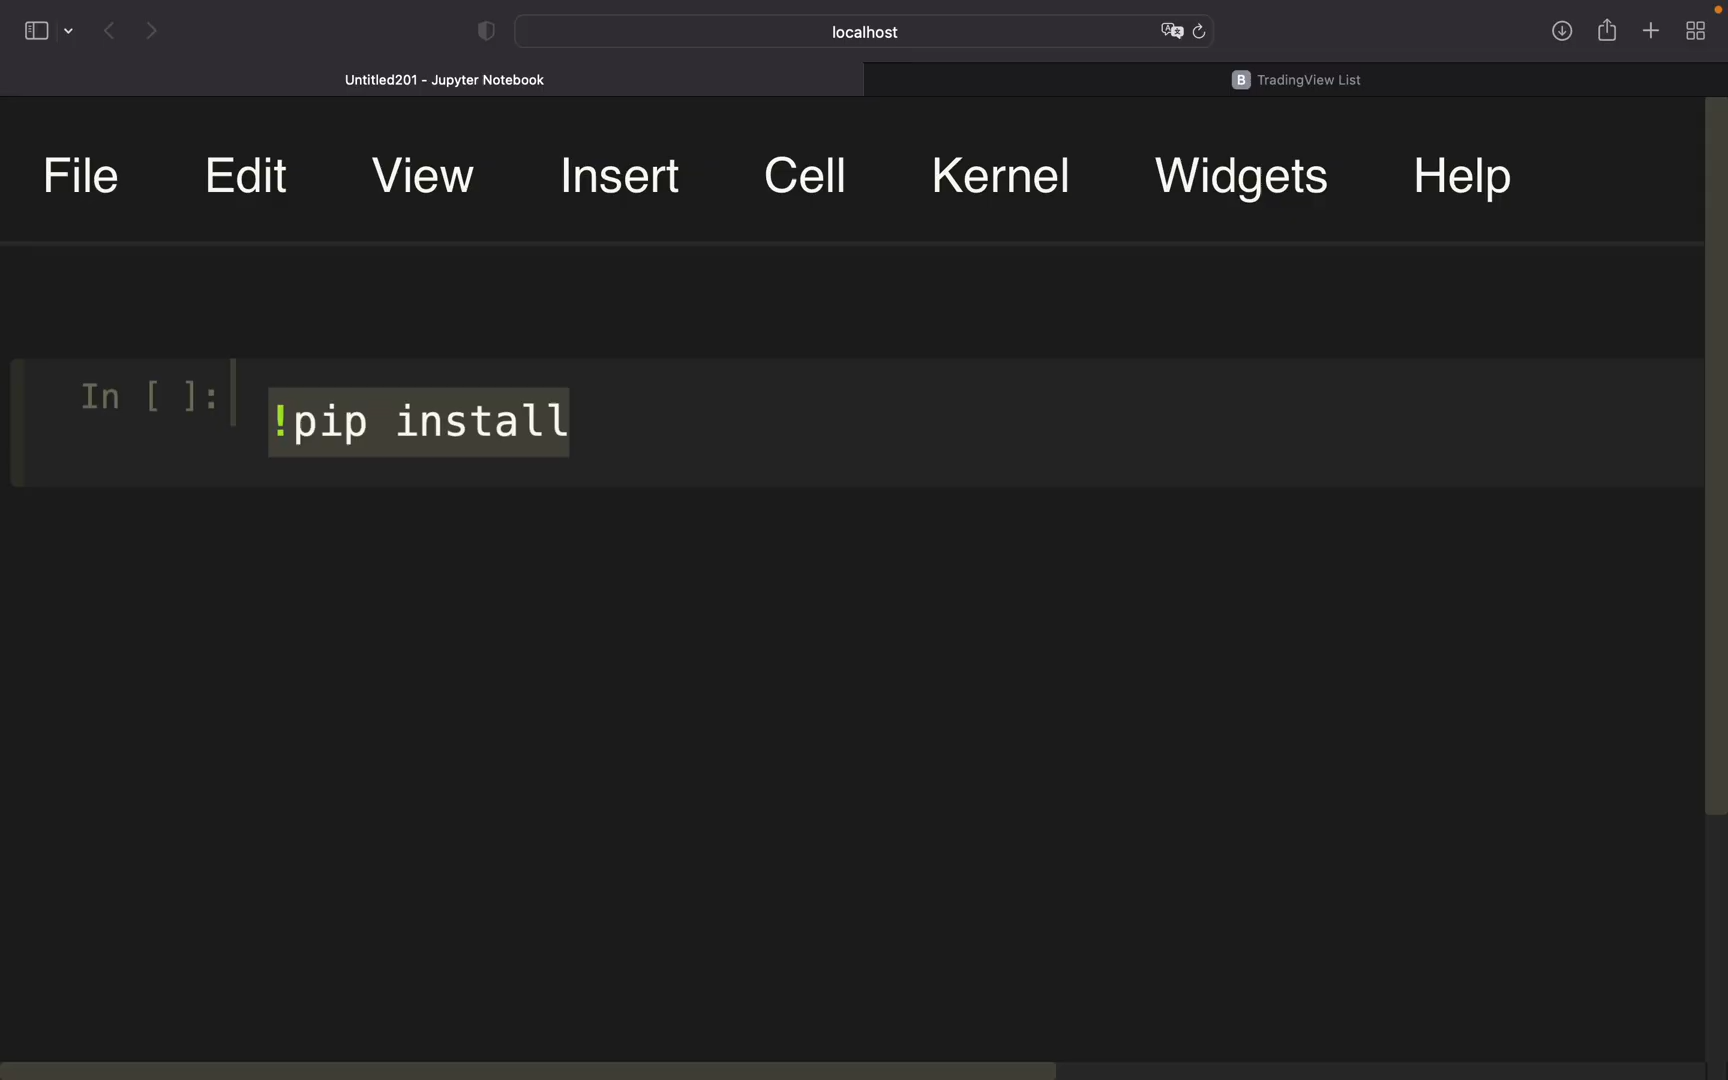 localhost
Untitled201 - Jupyter Notebook
B TradingView List
File Edit View Insert Cell Kernel Widgets Help
In [ ]: !pip install